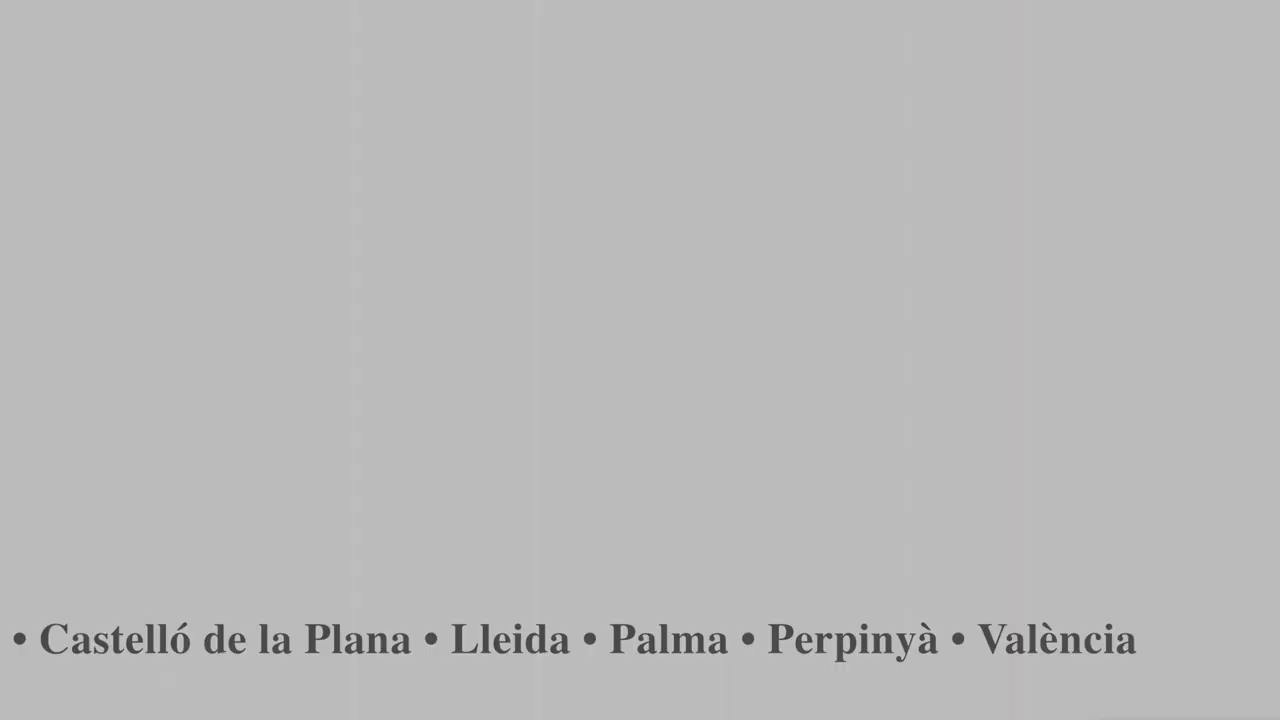 • Castelló de la Plana • Lleida • Palma • Perpinyà • València